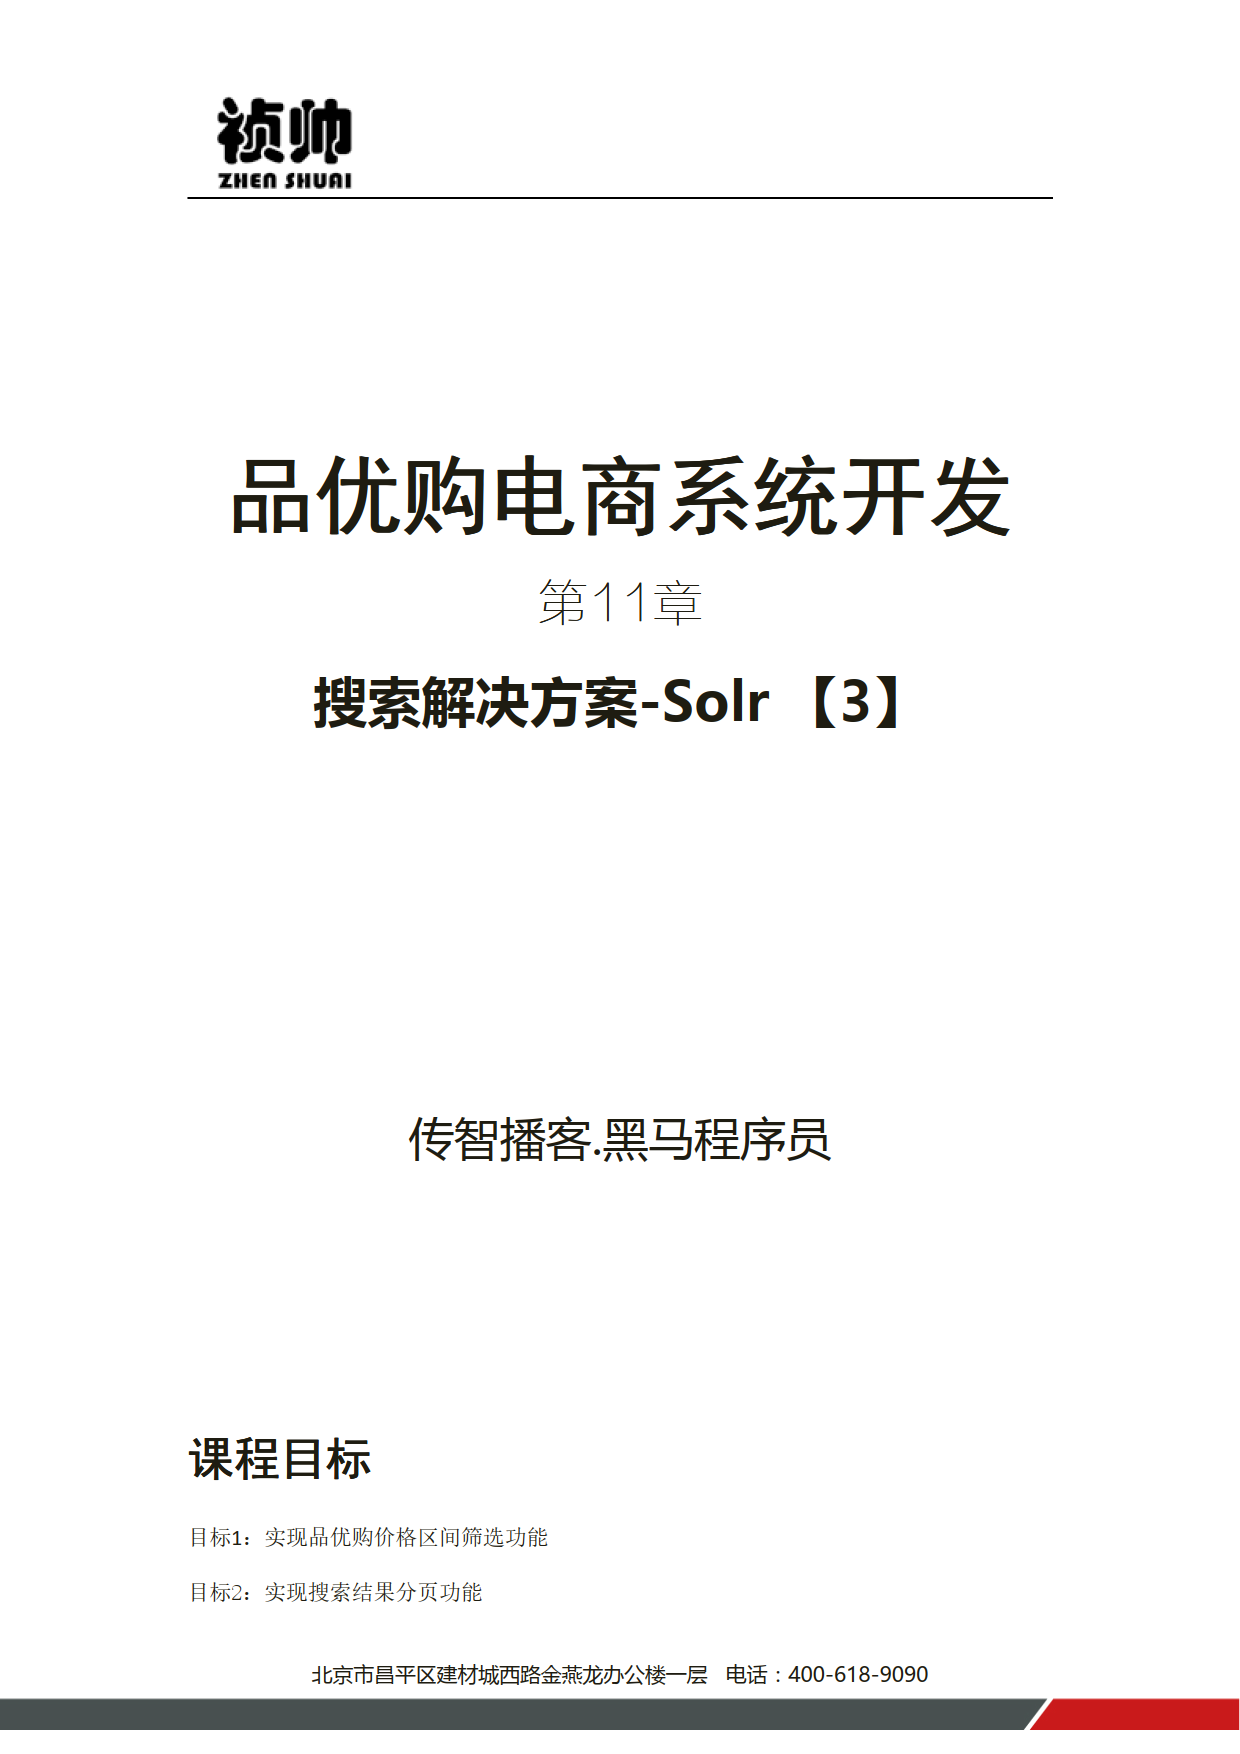 祯帅
ZHEN SHUAI
品优购电商系统开发
第11章
搜索解决方案-Solr【3】
传智播客.黑马程序员
课程目标
目标1：实现品优购价格区间筛选功能
目标2：实现搜索结果分页功能
北京市昌平区建材城西路金燕龙办公楼一层 电话：400-618-9090